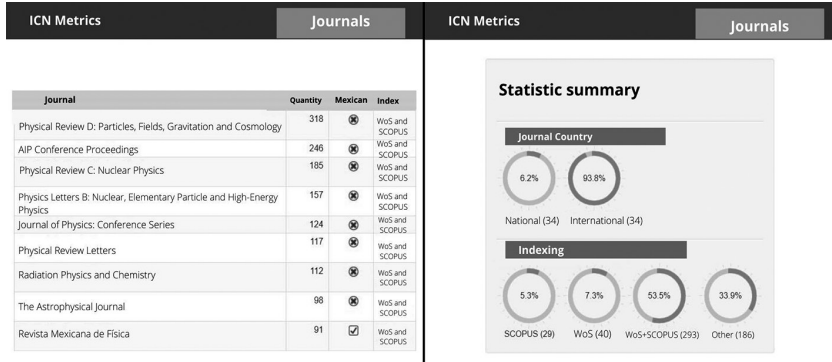 ICN Metrics
Journals
Journal Quantity Mexican Index
Physical Review D: Particles, Fields, Gravitation and Cosmology 318 WoS and
SCOPUS
AIP Conference Proceedings 246 WoS and
SCOPUS
Physical Review C: Nuclear Physics 185 WoS and
SCOPUS
Physics Letters B: Nuclear, Elementary Particle and High-Energy 157 WoS and
Physics SCOPUS
Journal of Physics: Conference Series 124 WoS and
SCOPUS
Physical Review Letters 117 WoS and
SCOPUS
Radiation Physics and Chemistry 112 WoS and
SCOPUS
The Astrophysical Journal 98 WoS and
SCOPUS
Revista Mexicana de Física 91 WoS and
SCOPUS
ICN Metrics
Journals
Statistic summary
Journal Country
6.2% 93.8%
National (34) International (34)
Indexing
5.3% 7.3% 53.5% 33.9%
SCOPUS (29) WoS (40) WoS+SCOPUS (293) Other (186)